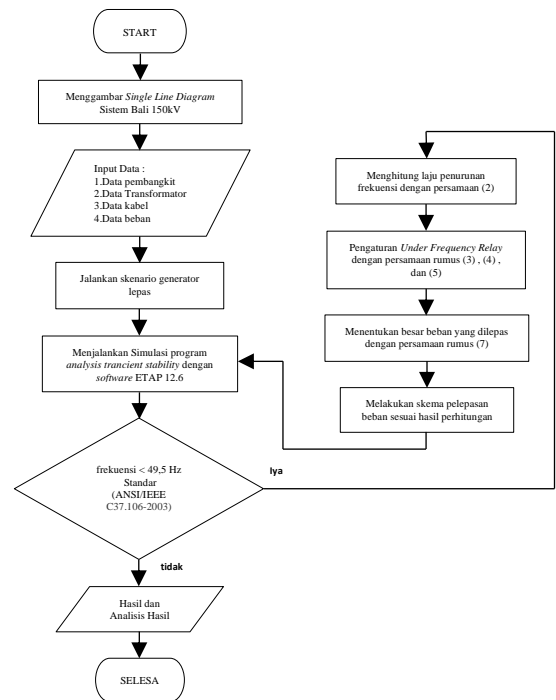 START
Menggambar Single Line Diagram
Sistem Bali 150kV
Input Data :
1.Data pembangkit
2.Data Transformator
3.Data kabel
4.Data beban
Jalankan skenario generator
lepas
Menjalankan Simulasi program
analysis trancient stability dengan
software ETAP 12.6
frekuensi < 49,5 Hz
Standar
(ANSI/IEEE
C37.106-2003)
Iya
tidak
Menghitung laju penurunan
frekuensi dengan persamaan (2)
Pengaturan Under Frequency Relay
dengan persamaan rumus (3) , (4) ,
dan (5)
Menentukan besar beban yang dilepas
dengan persamaan rumus (7)
Melakukan skema pelepasan
beban sesuai hasil perhitungan
Hasil dan
Analisis Hasil
SELESA